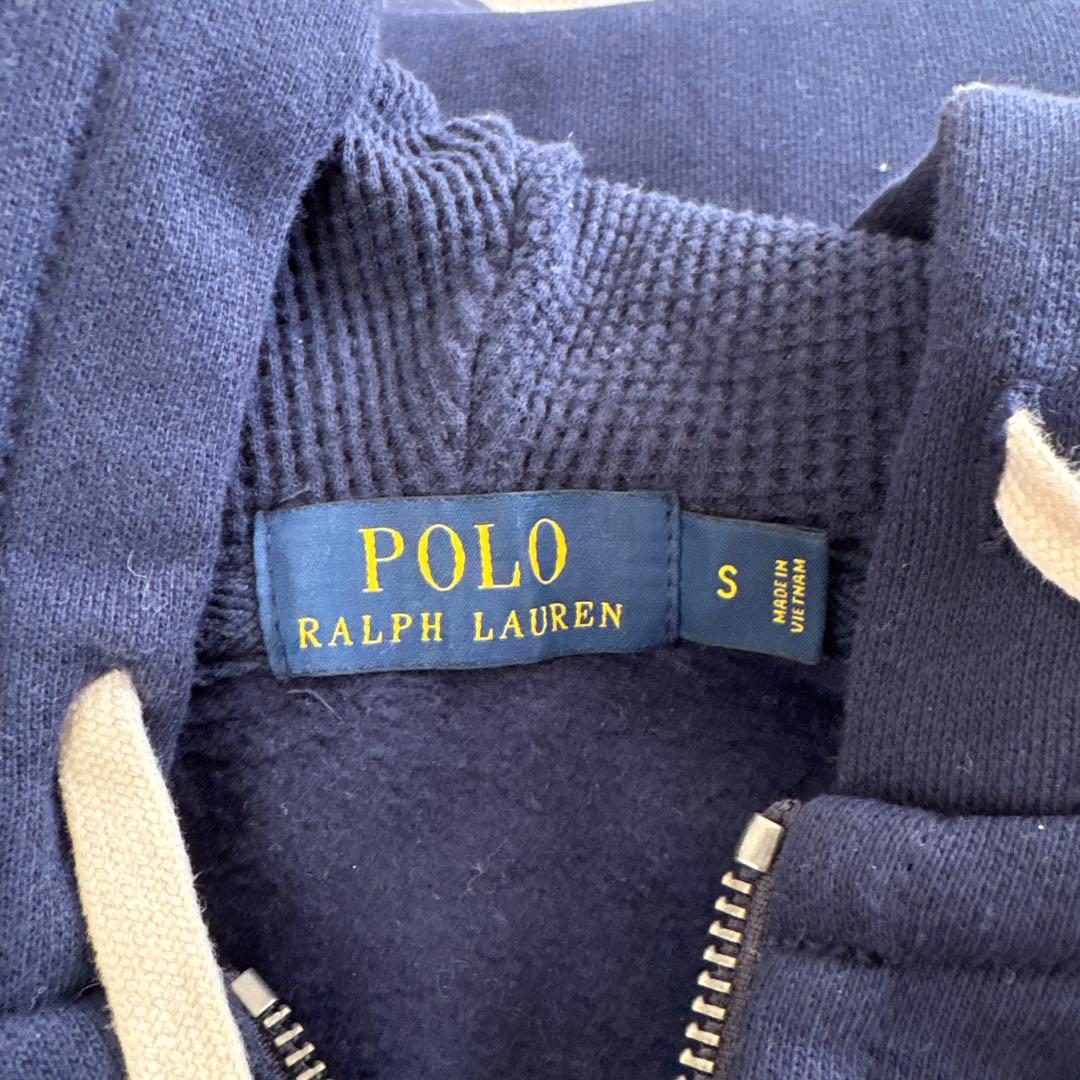 POLO
RALPH LAUREN
S
MADE IN
VIETNAM